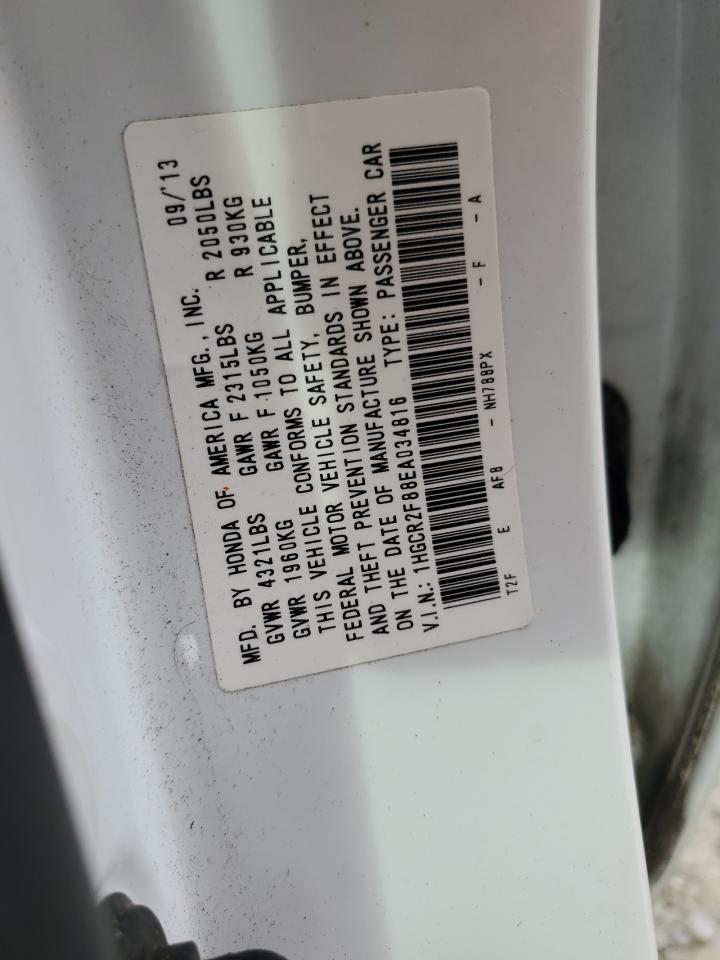 MFD. BY HONDA OF AMERICA MFG., INC. 09/'13
GVWR 4321LBS GAWR F 2315LBS R 2050LBS
GVWR 1960KG GAWR F 1050KG R 930KG
THIS VEHICLE CONFORMS TO ALL APPLICABLE
FEDERAL MOTOR VEHICLE SAFETY, BUMPER,
AND THEFT PREVENTION STANDARDS IN EFFECT
ON THE DATE OF MANUFACTURE SHOWN ABOVE.
V.I.N.: 1HGCR2F88EA034816 TYPE: PASSENGER CAR
T2F E AF8 - NH788PX - F - A